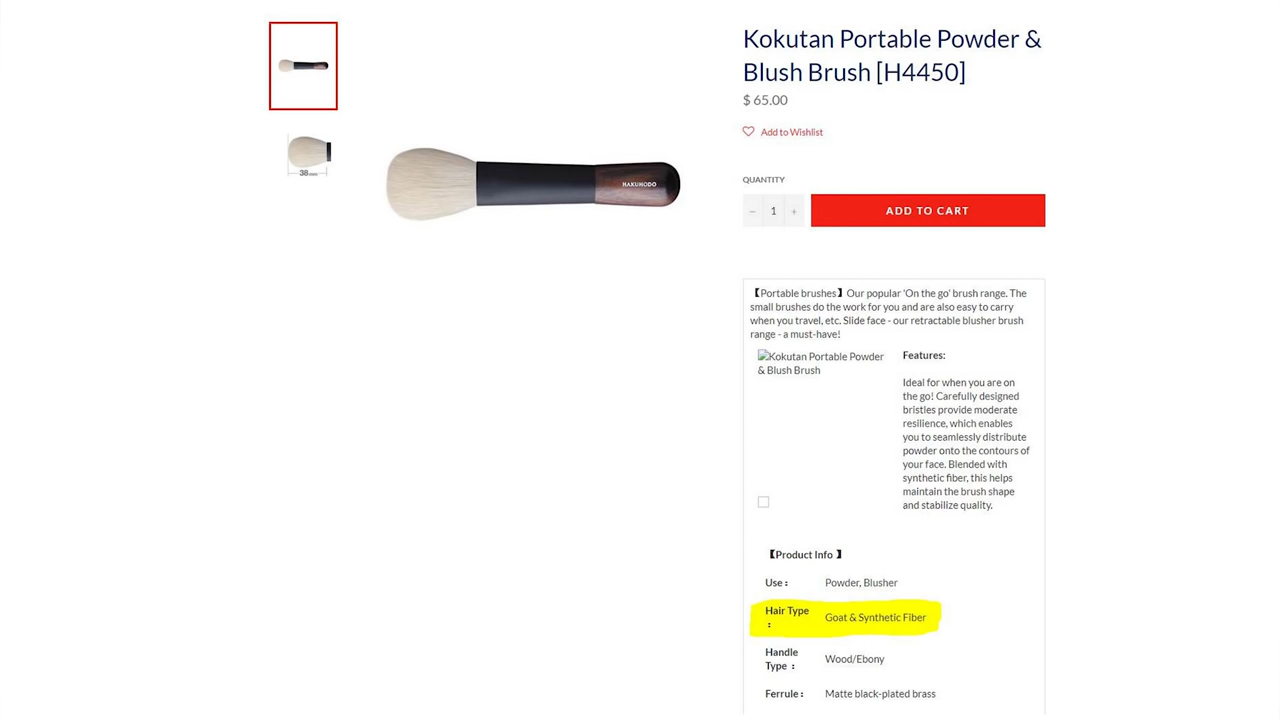 Kokutan Portable Powder &
Blush Brush [H4450]
$ 65.00
Add to Wishlist
QUANTITY
− 1 +
ADD TO CART
38mm
HAKUHODO
【Portable brushes】Our popular 'On the go' brush range. The
small brushes do the work for you and are also easy to carry
when you travel, etc. Slide face - our retractable blusher brush
range - a must-have!
Kokutan Portable Powder
& Blush Brush
Features:
Ideal for when you are on
the go! Carefully designed
bristles provide moderate
resilience, which enables
you to seamlessly distribute
powder onto the contours of
your face. Blended with
synthetic fiber, this helps
maintain the brush shape
and stabilize quality.
【Product Info 】
Use : Powder, Blusher
Hair Type
: Goat & Synthetic Fiber
Handle
Type : Wood/Ebony
Ferrule : Matte black-plated brass